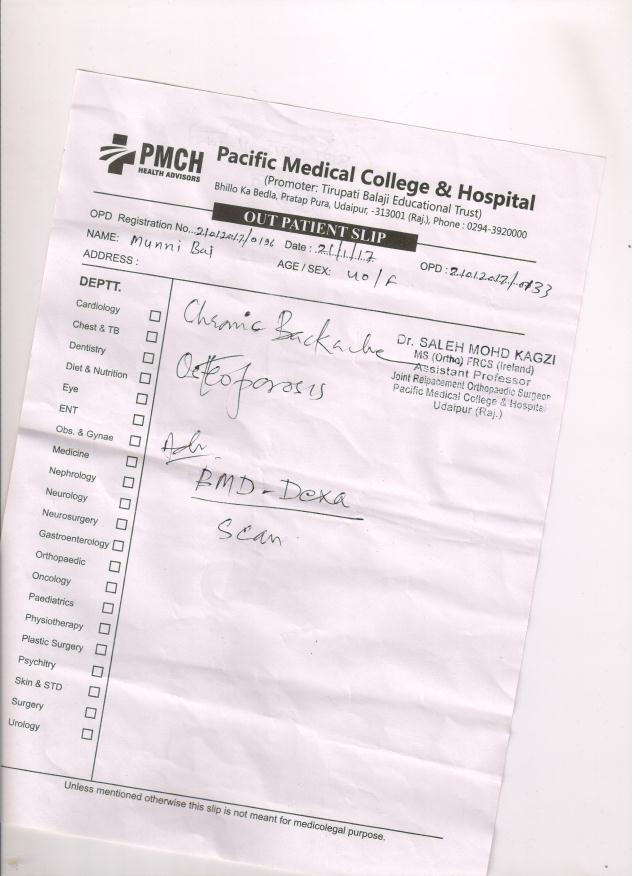 PMCH
HEALTH ADVISORS
Pacific Medical College & Hospital
(Promoter: Tirupati Balaji Educational Trust)
Bhillo Ka Bedla, Pratap Pura, Udaipur, -313001 (Raj.), Phone : 0294-3920000
OUT PATIENT SLIP
OPD Registration No...21012017/0196 Date : 21/1/17 OPD : 21012017/0733
NAME: Munni Bai AGE / SEX: 40/F
ADDRESS :
DEPTT.
Cardiology
Chest & TB
Dentistry
Diet & Nutrition
Eye
ENT
Obs. & Gynae
Medicine
Nephrology
Neurology
Neurosurgery
Gastroenterology
Orthopaedic
Oncology
Paediatrics
Physiotherapy
Plastic Surgery
Psychitry
Skin & STD
Surgery
Urology
Chronic Backache
Osteoporosis
Adv.
BMD - Dexa
Scan
Dr. SALEH MOHD KAGZI
MS (Ortho) FRCS (Ireland)
Assistant Professor
Joint Relpacement Orthopaedic Surgeon
Pacific Medical College & Hospital
Udaipur (Raj.)
Unless mentioned otherwise this slip is not meant for medicolegal purpose.